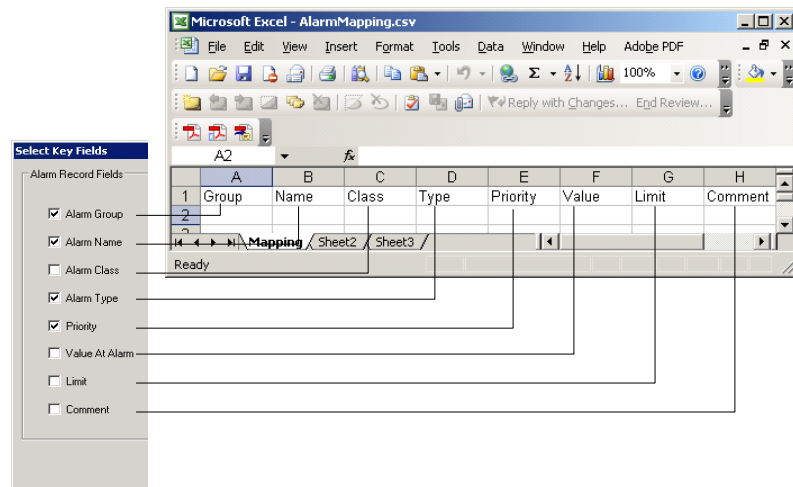 Microsoft Excel - AlarmMapping.csv
File Edit View Insert Format Tools Data Window Help Adobe PDF
100%
Reply with Changes... End Review...
A2 fx
A B C D E F G H
1 Group Name Class Type Priority Value Limit Comment
2
Mapping Sheet2 Sheet3
Ready
Select Key Fields
Alarm Record Fields
Alarm Group
Alarm Name
Alarm Class
Alarm Type
Priority
Value At Alarm
Limit
Comment